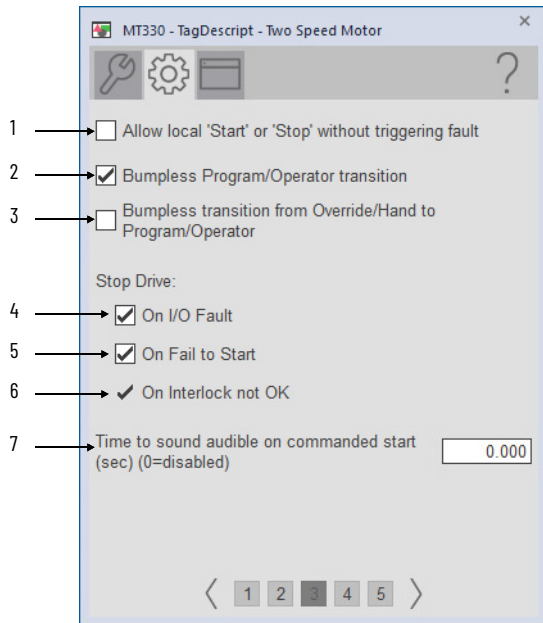 MT330 - TagDescript - Two Speed Motor
1
Allow local 'Start' or 'Stop' without triggering fault
2
Bumpless Program/Operator transition
3
Bumpless transition from Override/Hand to
Program/Operator
Stop Drive:
4
On I/O Fault
5
On Fail to Start
6
On Interlock not OK
7
Time to sound audible on commanded start
(sec) (0=disabled)
0.000
1 2 3 4 5